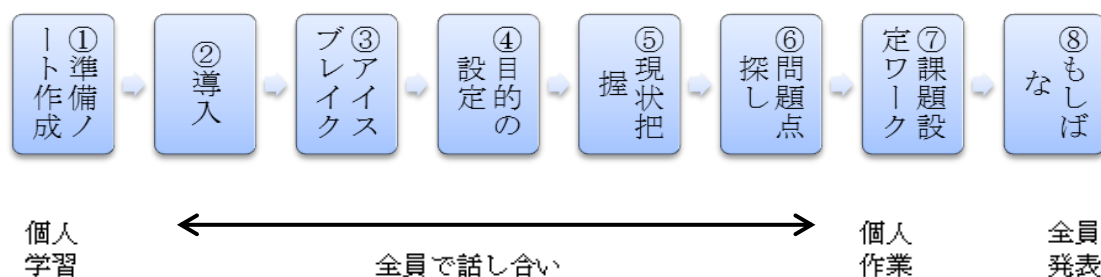 ①準備ノ
ート作成
②導入
③アイス
ブレイク
④目的の
設定
⑤現状把
握
⑥問題点
探し
⑦課題設
定ワーク
⑧もしば
な
個人
学習
全員で話し合い
個人
作業
全員
発表